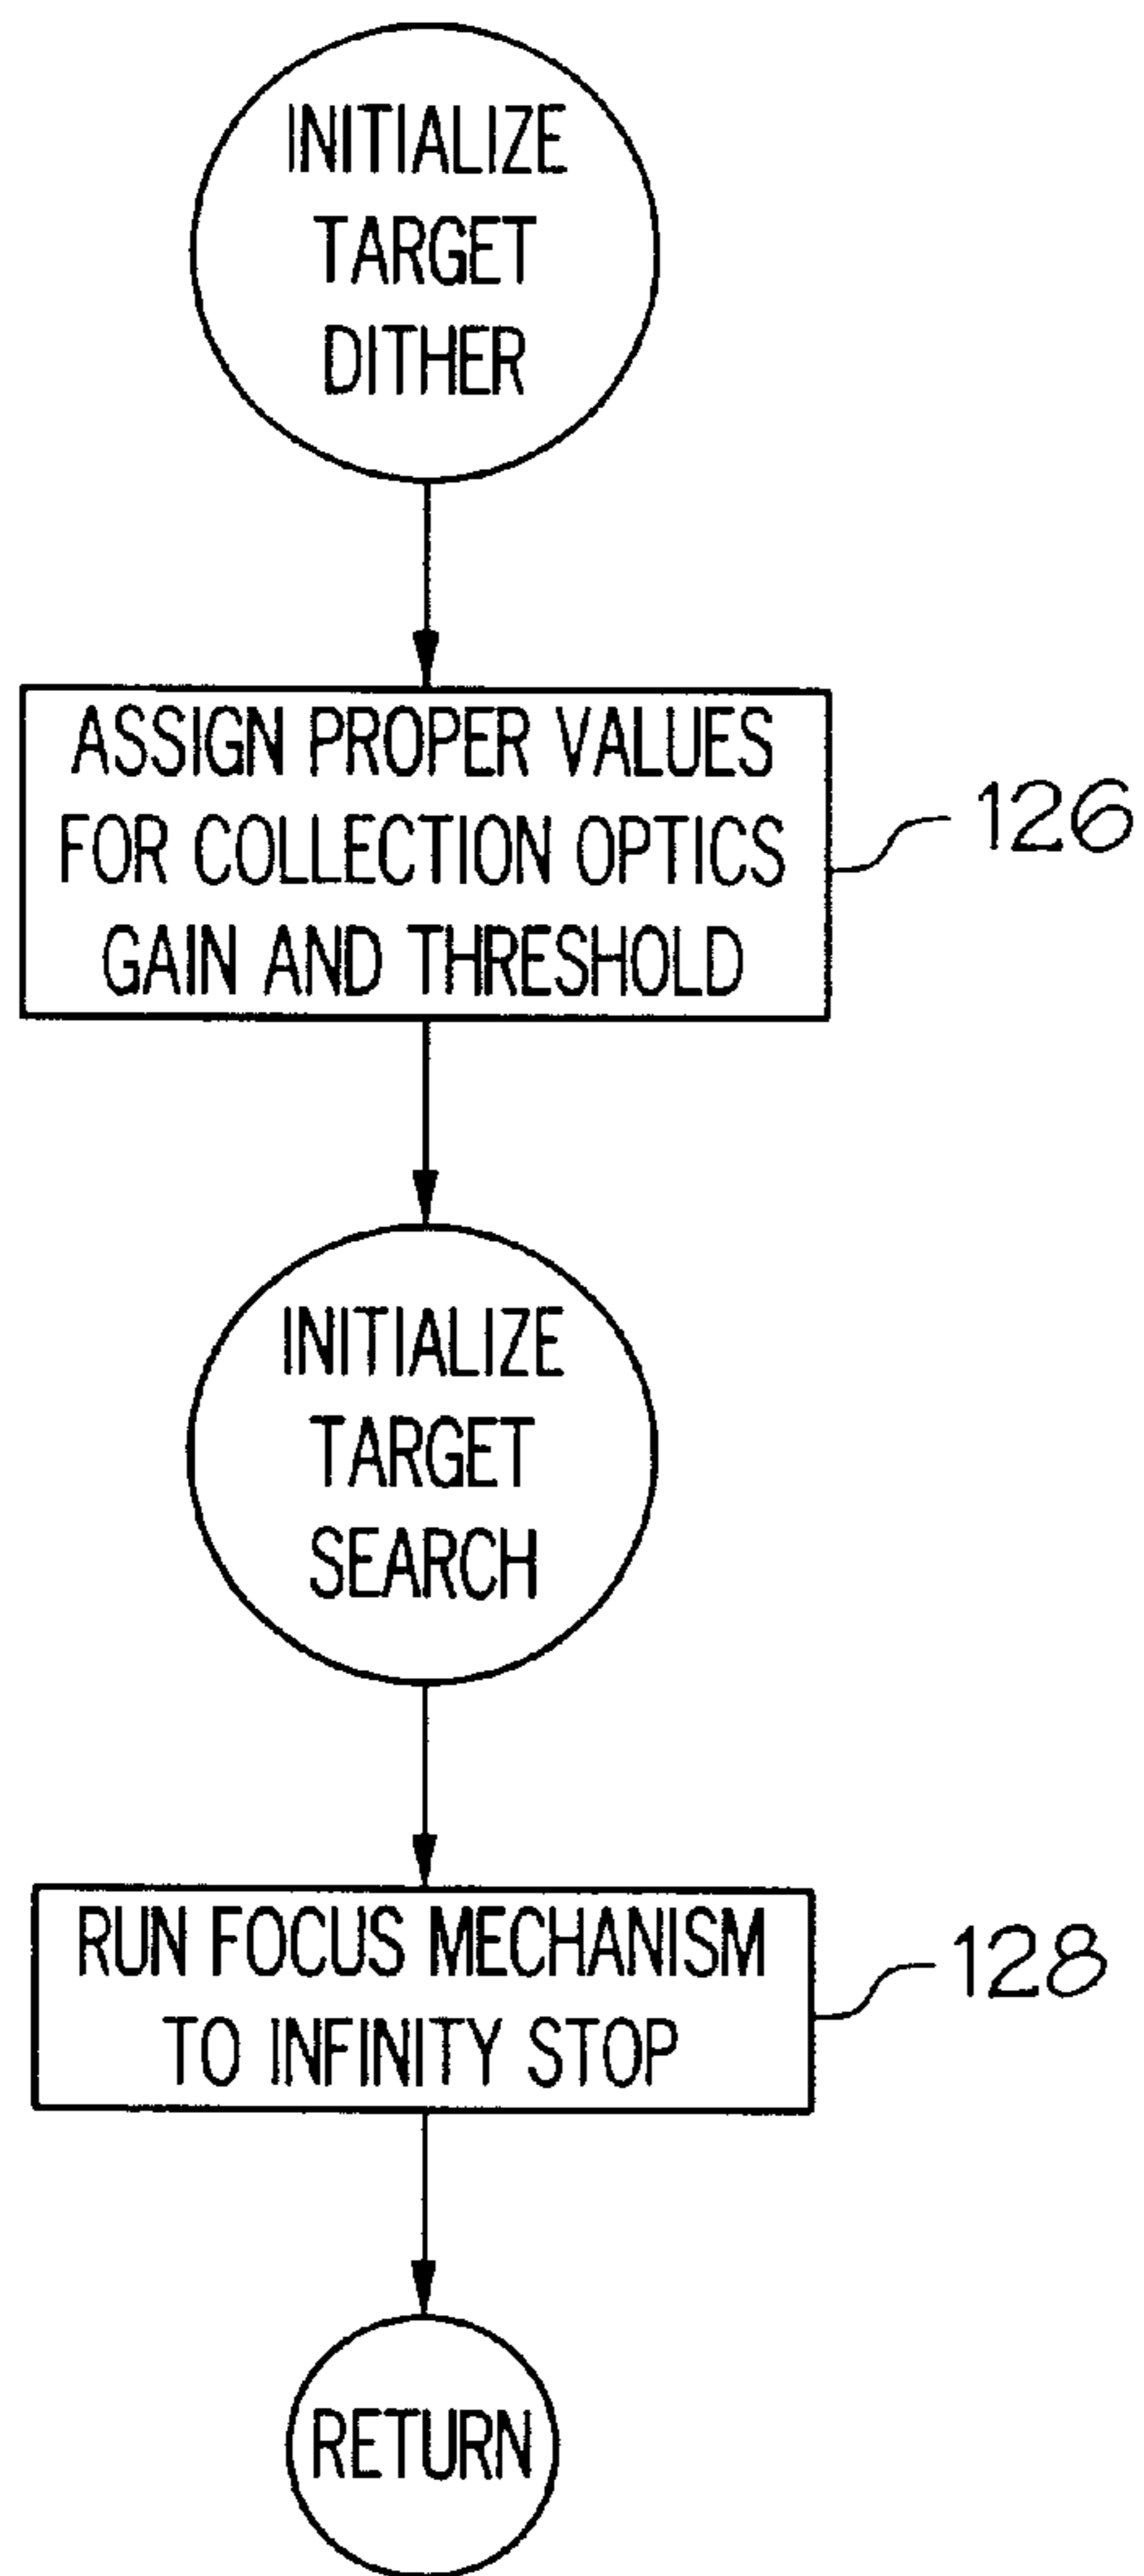 INITIALIZE
TARGET
DITHER
ASSIGN PROPER VALUES
FOR COLLECTION OPTICS
GAIN AND THRESHOLD
126
INITIALIZE
TARGET
SEARCH
RUN FOCUS MECHANISM
TO INFINITY STOP
128
RETURN